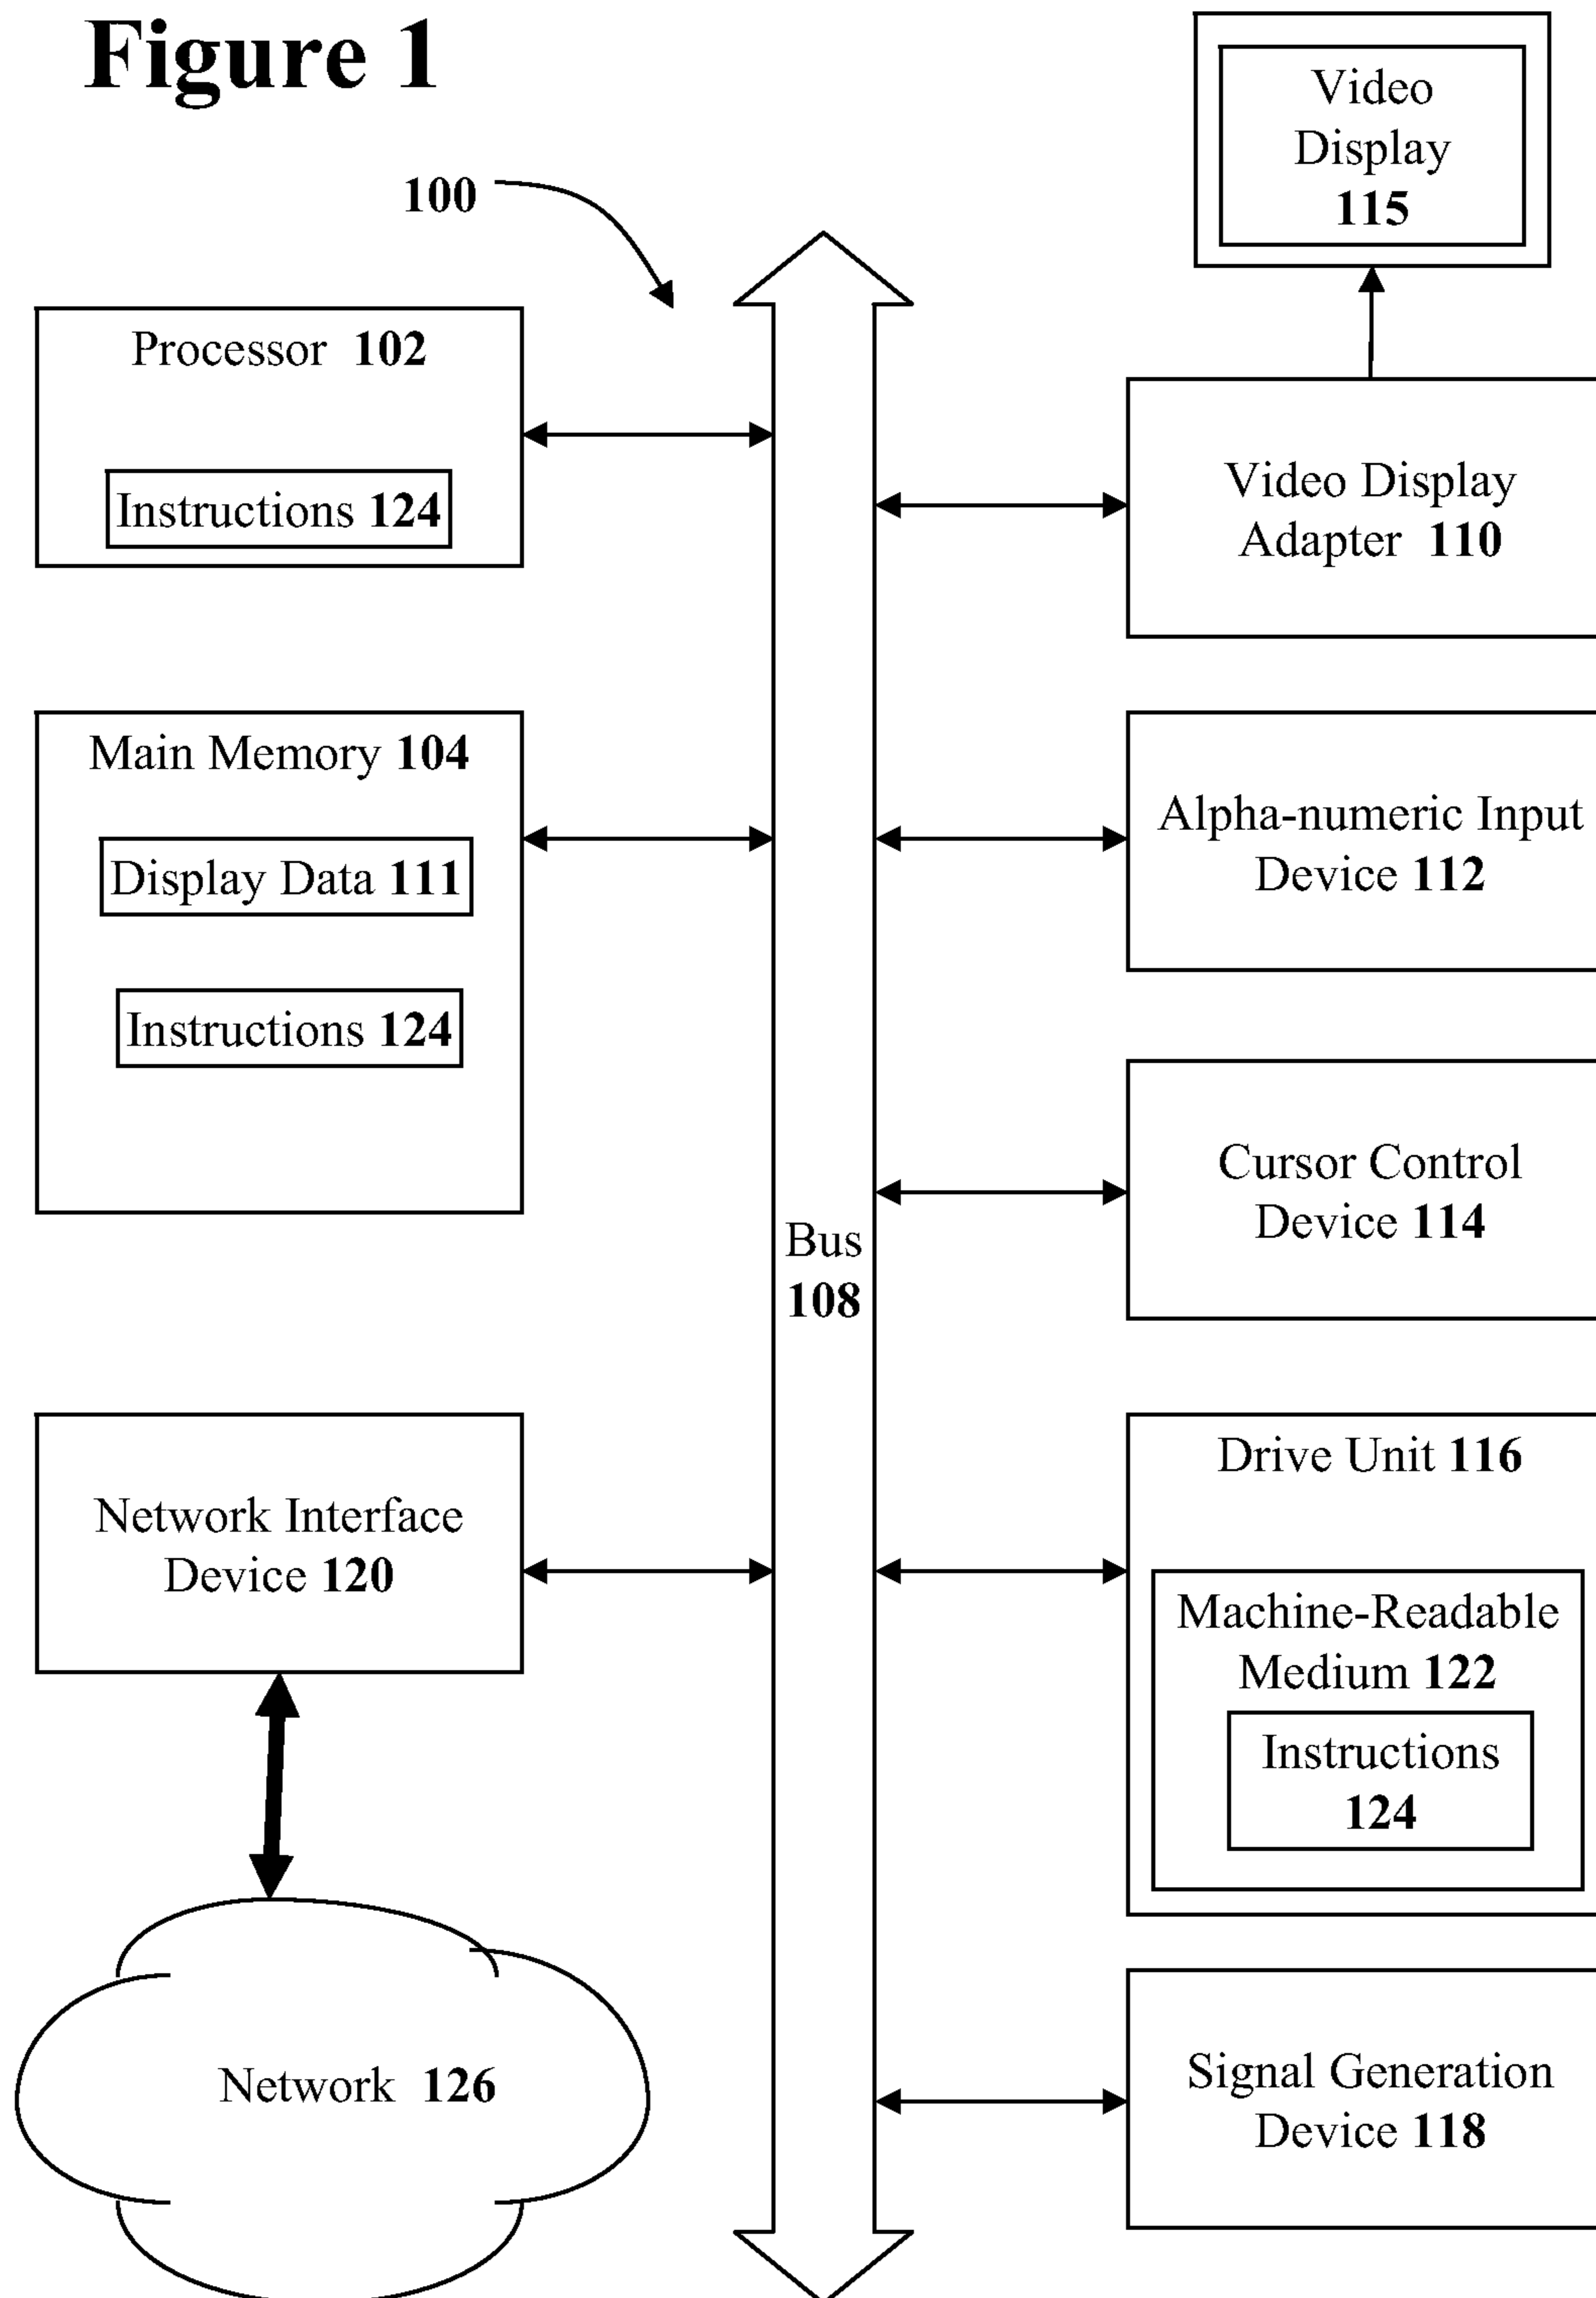 Figure 1
100
Video
Display
115
Processor 102
Instructions 124
Video Display
Adapter 110
Main Memory 104
Display Data 111
Instructions 124
Alpha-numeric Input
Device 112
Cursor Control
Device 114
Bus
108
Network Interface
Device 120
Drive Unit 116
Machine-Readable
Medium 122
Instructions
124
Network 126
Signal Generation
Device 118